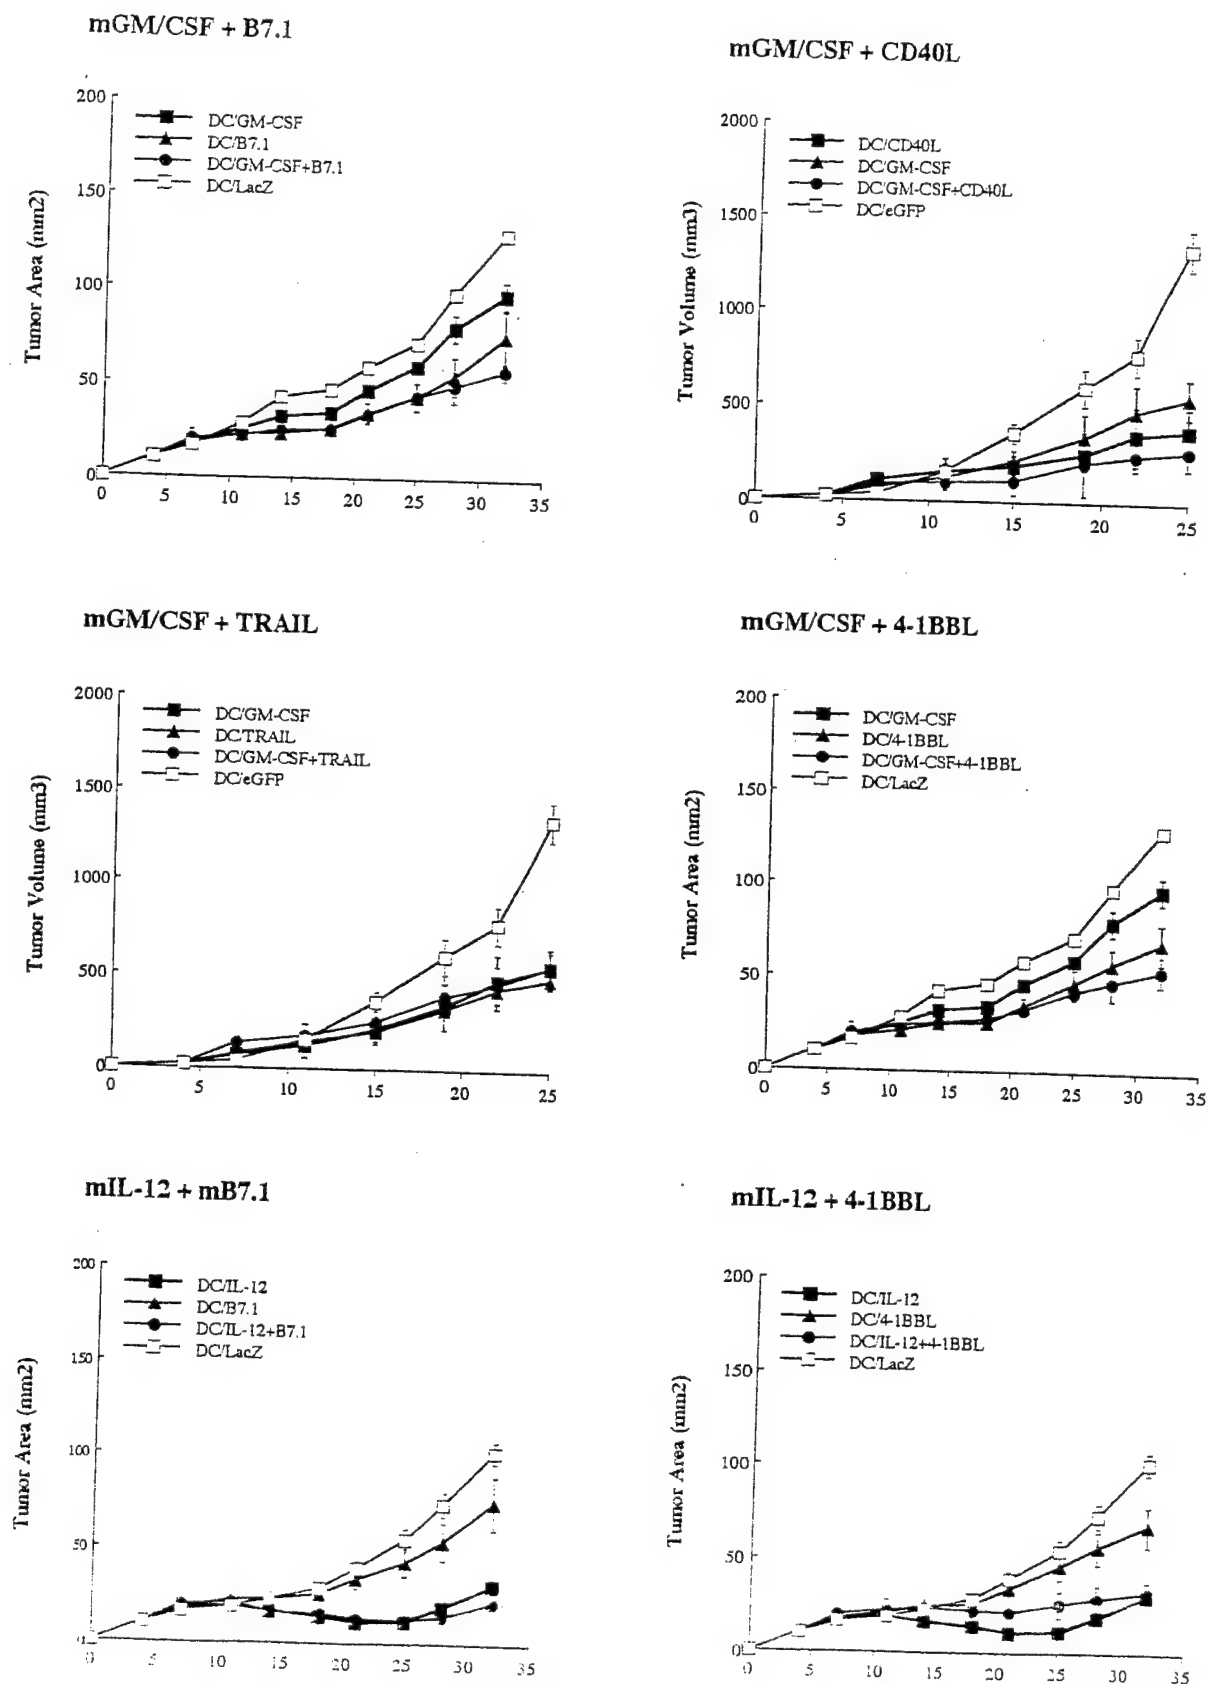 mGM/CSF + B7.1
Tumor Area (mm2)
200
150
100
50
0
DC/GM-CSF
DC/B7.1
DC/GM-CSF+B7.1
DC/LacZ
0 5 10 15 20 25 30 35
mGM/CSF + CD40L
Tumor Volume (mm3)
2000
1500
1000
500
0
DC/CD40L
DC/GM-CSF
DC/GM-CSF+CD40L
DC/eGFP
0 5 10 15 20 25
mGM/CSF + TRAIL
Tumor Volume (mm3)
2000
1500
1000
500
0
DC/GM-CSF
DC/TRAIL
DC/GM-CSF+TRAIL
DC/eGFP
0 5 10 15 20 25
mGM/CSF + 4-1BBL
Tumor Area (mm2)
200
150
100
50
0
DC/GM-CSF
DC/4-1BBL
DC/GM-CSF+4-1BBL
DC/LacZ
0 5 10 15 20 25 30 35
mIL-12 + mB7.1
Tumor Area (mm2)
200
150
100
50
DC/IL-12
DC/B7.1
DC/IL-12+B7.1
DC/LacZ
0 5 10 15 20 25 30 35
mIL-12 + 4-1BBL
Tumor Area (mm2)
200
150
100
50
0
DC/IL-12
DC/4-1BBL
DC/IL-12+4-1BBL
DC/LacZ
0 5 10 15 20 25 30 35